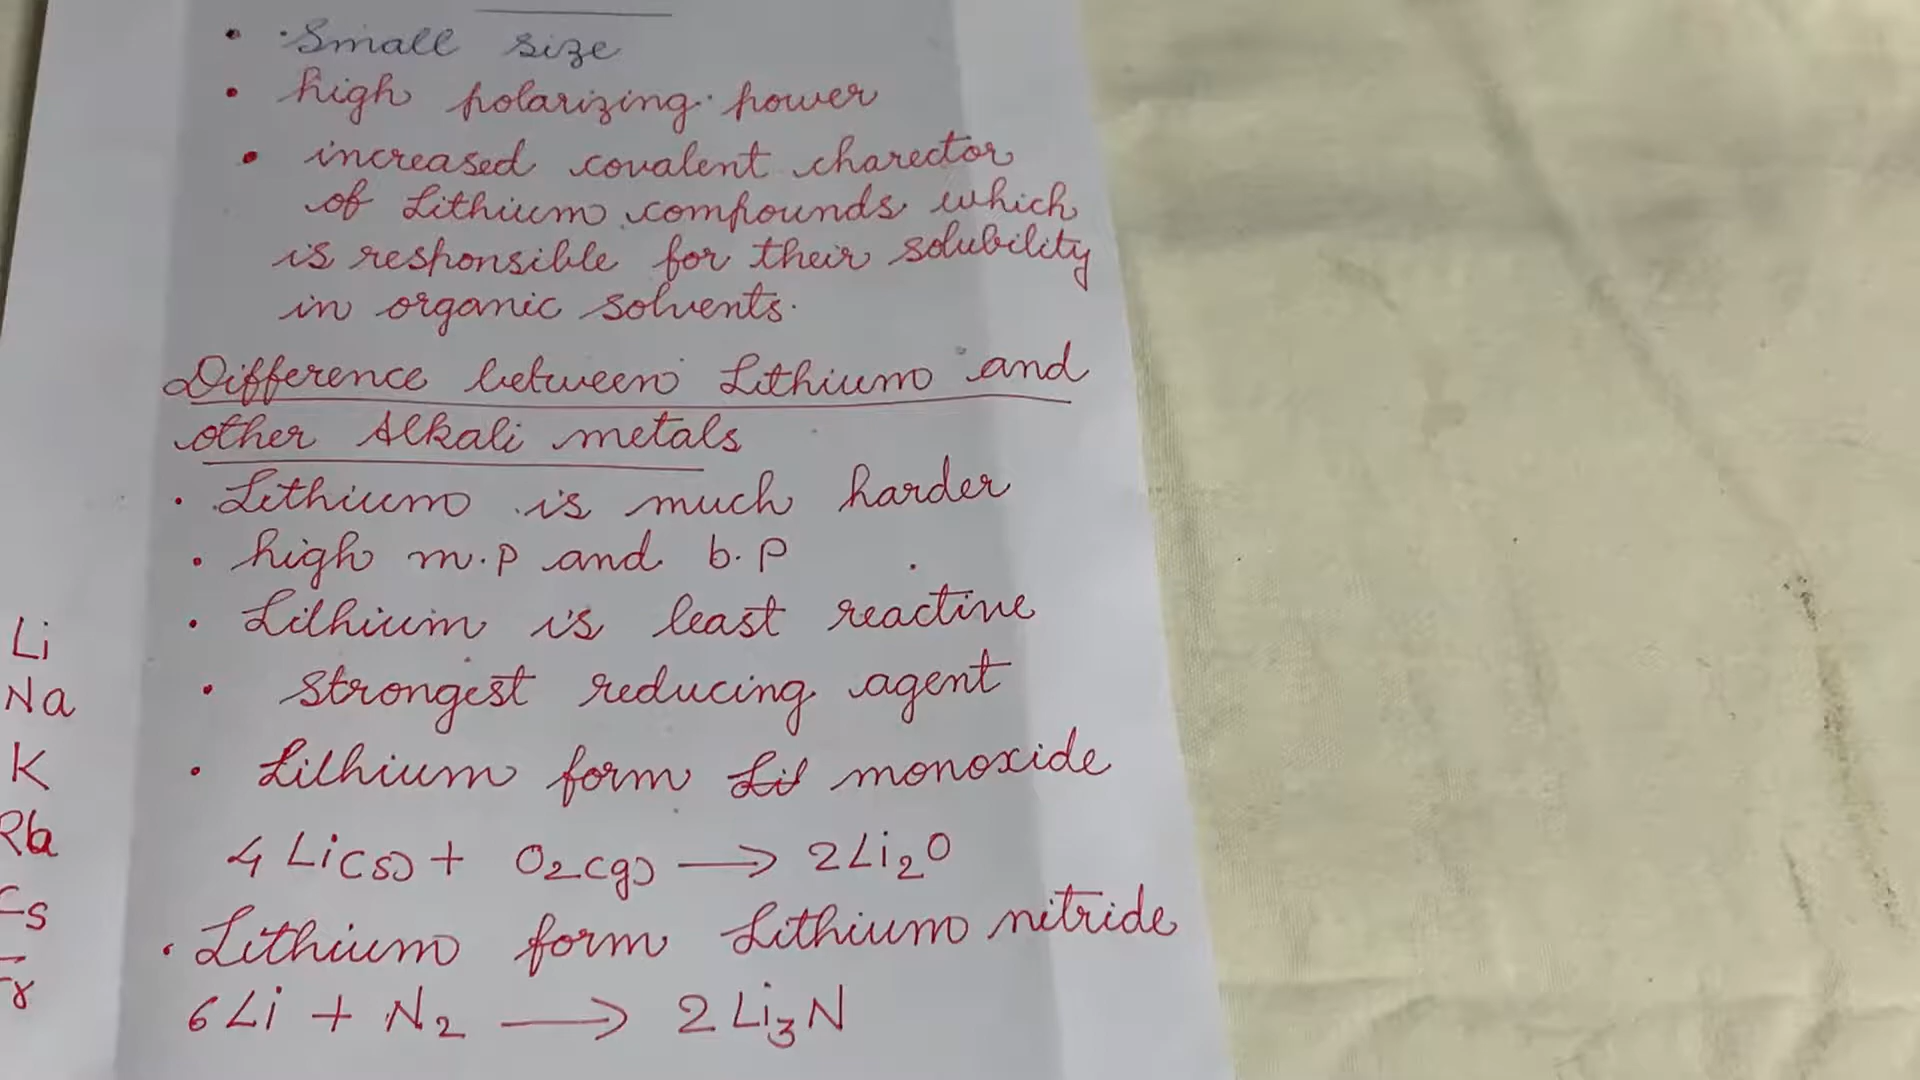 • Small size
• high polarizing power
• increased covalent charector
of Lithium compounds which
is responsible for their solubility
in organic solvents.
Difference between Lithium and
other Alkali metals
• Lithium is much harder
• high m.p and b.p
• Lithium is least reactive
• strongest reducing agent
• Lithium form monoxide
4 Li(s) + O2(g) → 2Li2O
• Lithium form Lithium nitride
6Li + N2 → 2Li3N
Li
Na
K
Rb
Cs